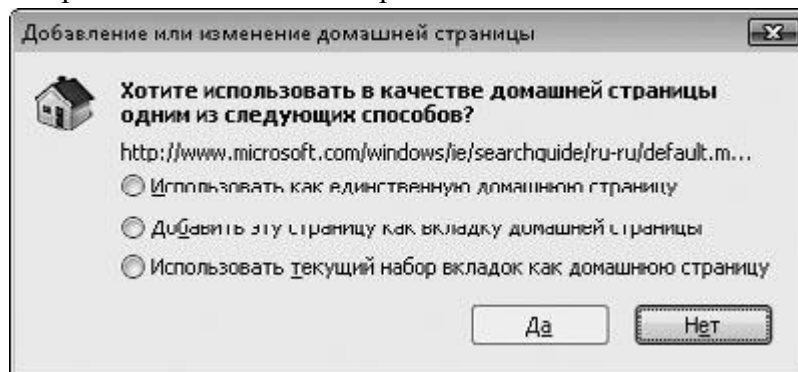 Добавление или изменение домашней страницы
Хотите использовать в качестве домашней страницы
одним из следующих способов?
http://www.microsoft.com/windows/ie/searchguide/ru-ru/default.m...
Использовать как единственную домашнюю страницу
Добавить эту страницу как вкладку домашней страницы
Использовать текущий набор вкладок как домашнюю страницу
Да
Нет